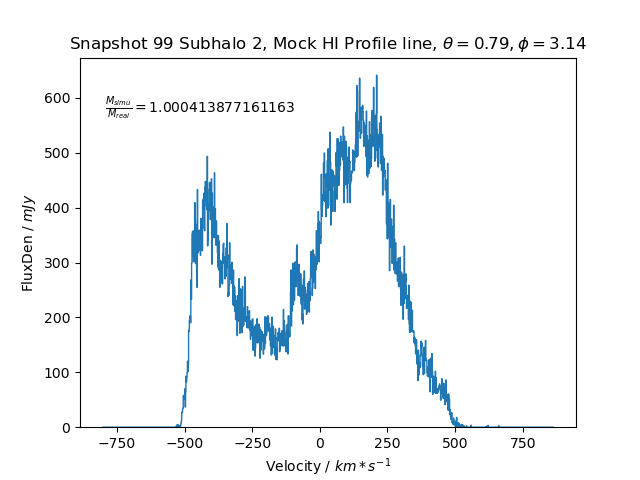 Snapshot 99 Subhalo 2, Mock HI Profile line, θ = 0.79, ϕ = 3.14
M_simu/M_real = 1.000413877161163
600
500
400
300
200
100
0
FluxDen / mJy
−750 −500 −250 0 250 500 750
Velocity / km * s⁻¹